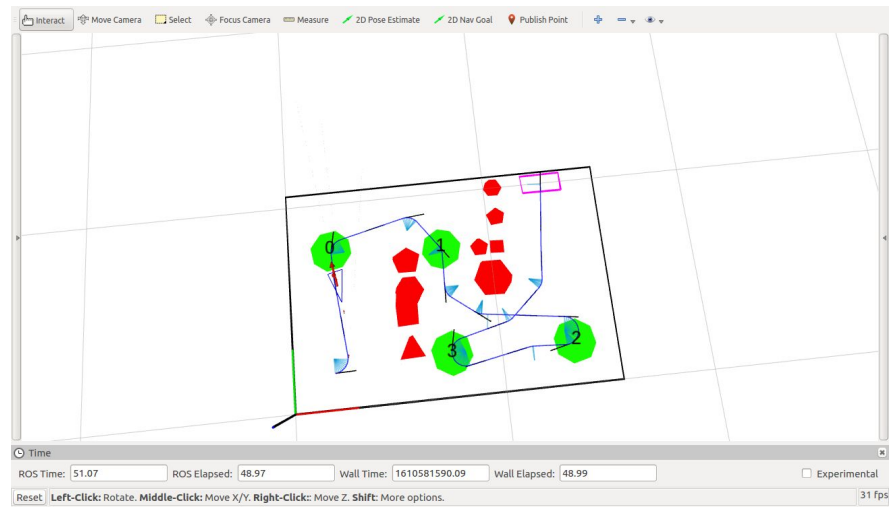 Interact Move Camera Select Focus Camera Measure 2D Pose Estimate 2D Nav Goal Publish Point
0
1
2
3
Time
ROS Time: 51.07 ROS Elapsed: 48.97 Wall Time: 1610581590.09 Wall Elapsed: 48.99 Experimental
Reset Left-Click: Rotate. Middle-Click: Move X/Y. Right-Click:: Move Z. Shift: More options. 31 fps